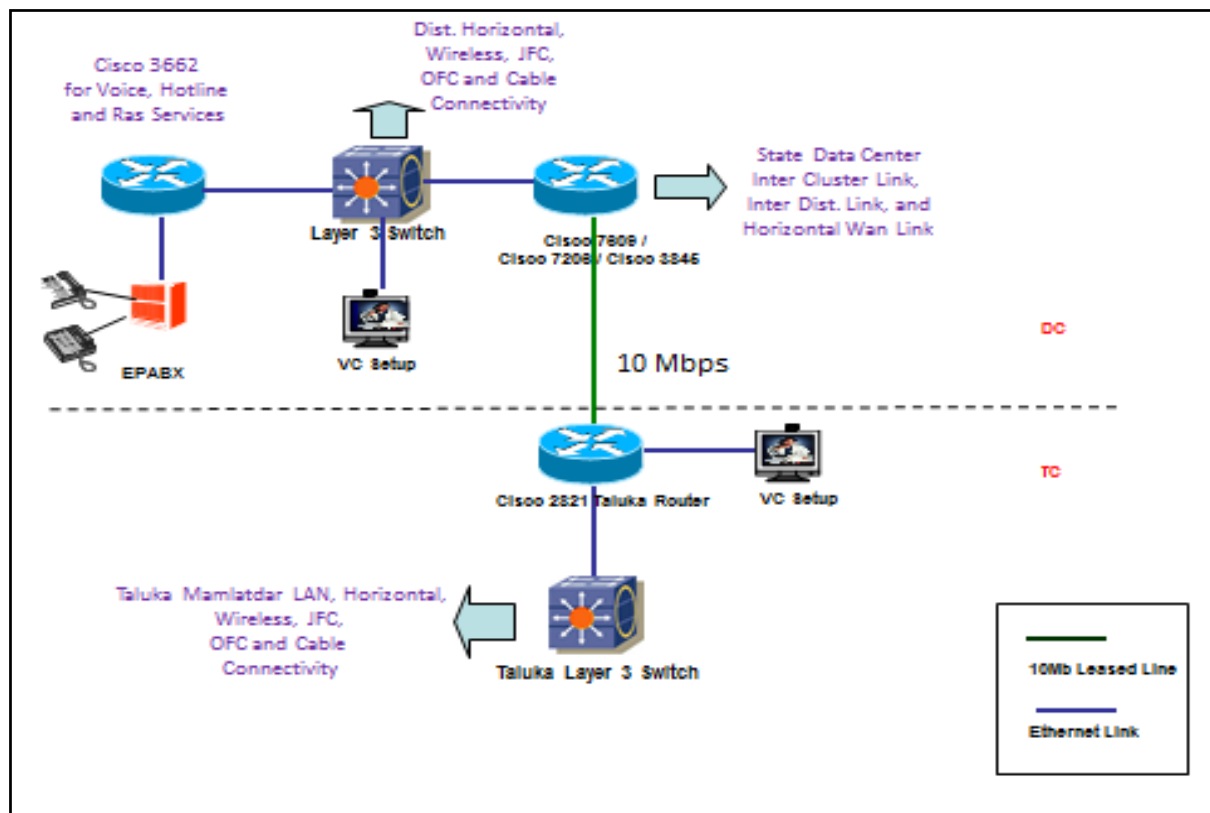 Dist. Horizontal,
Wireless, JFC,
OFC and Cable
Connectivity
Cisco 3662
for Voice, Hotline
and Ras Services
State Data Center
Inter Cluster Link,
Inter Dist. Link, and
Horizontal Wan Link
Layer 3 Switch
Cisco 7609 /
Cisco 7206 / Cisco 3845
VC Setup
EPABX
10 Mbps
DC
TC
Cisco 2821 Taluka Router
VC Setup
Taluka Mamlatdar LAN, Horizontal,
Wireless, JFC,
OFC and Cable
Connectivity
Taluka Layer 3 Switch
10Mb Leased Line
Ethernet Link